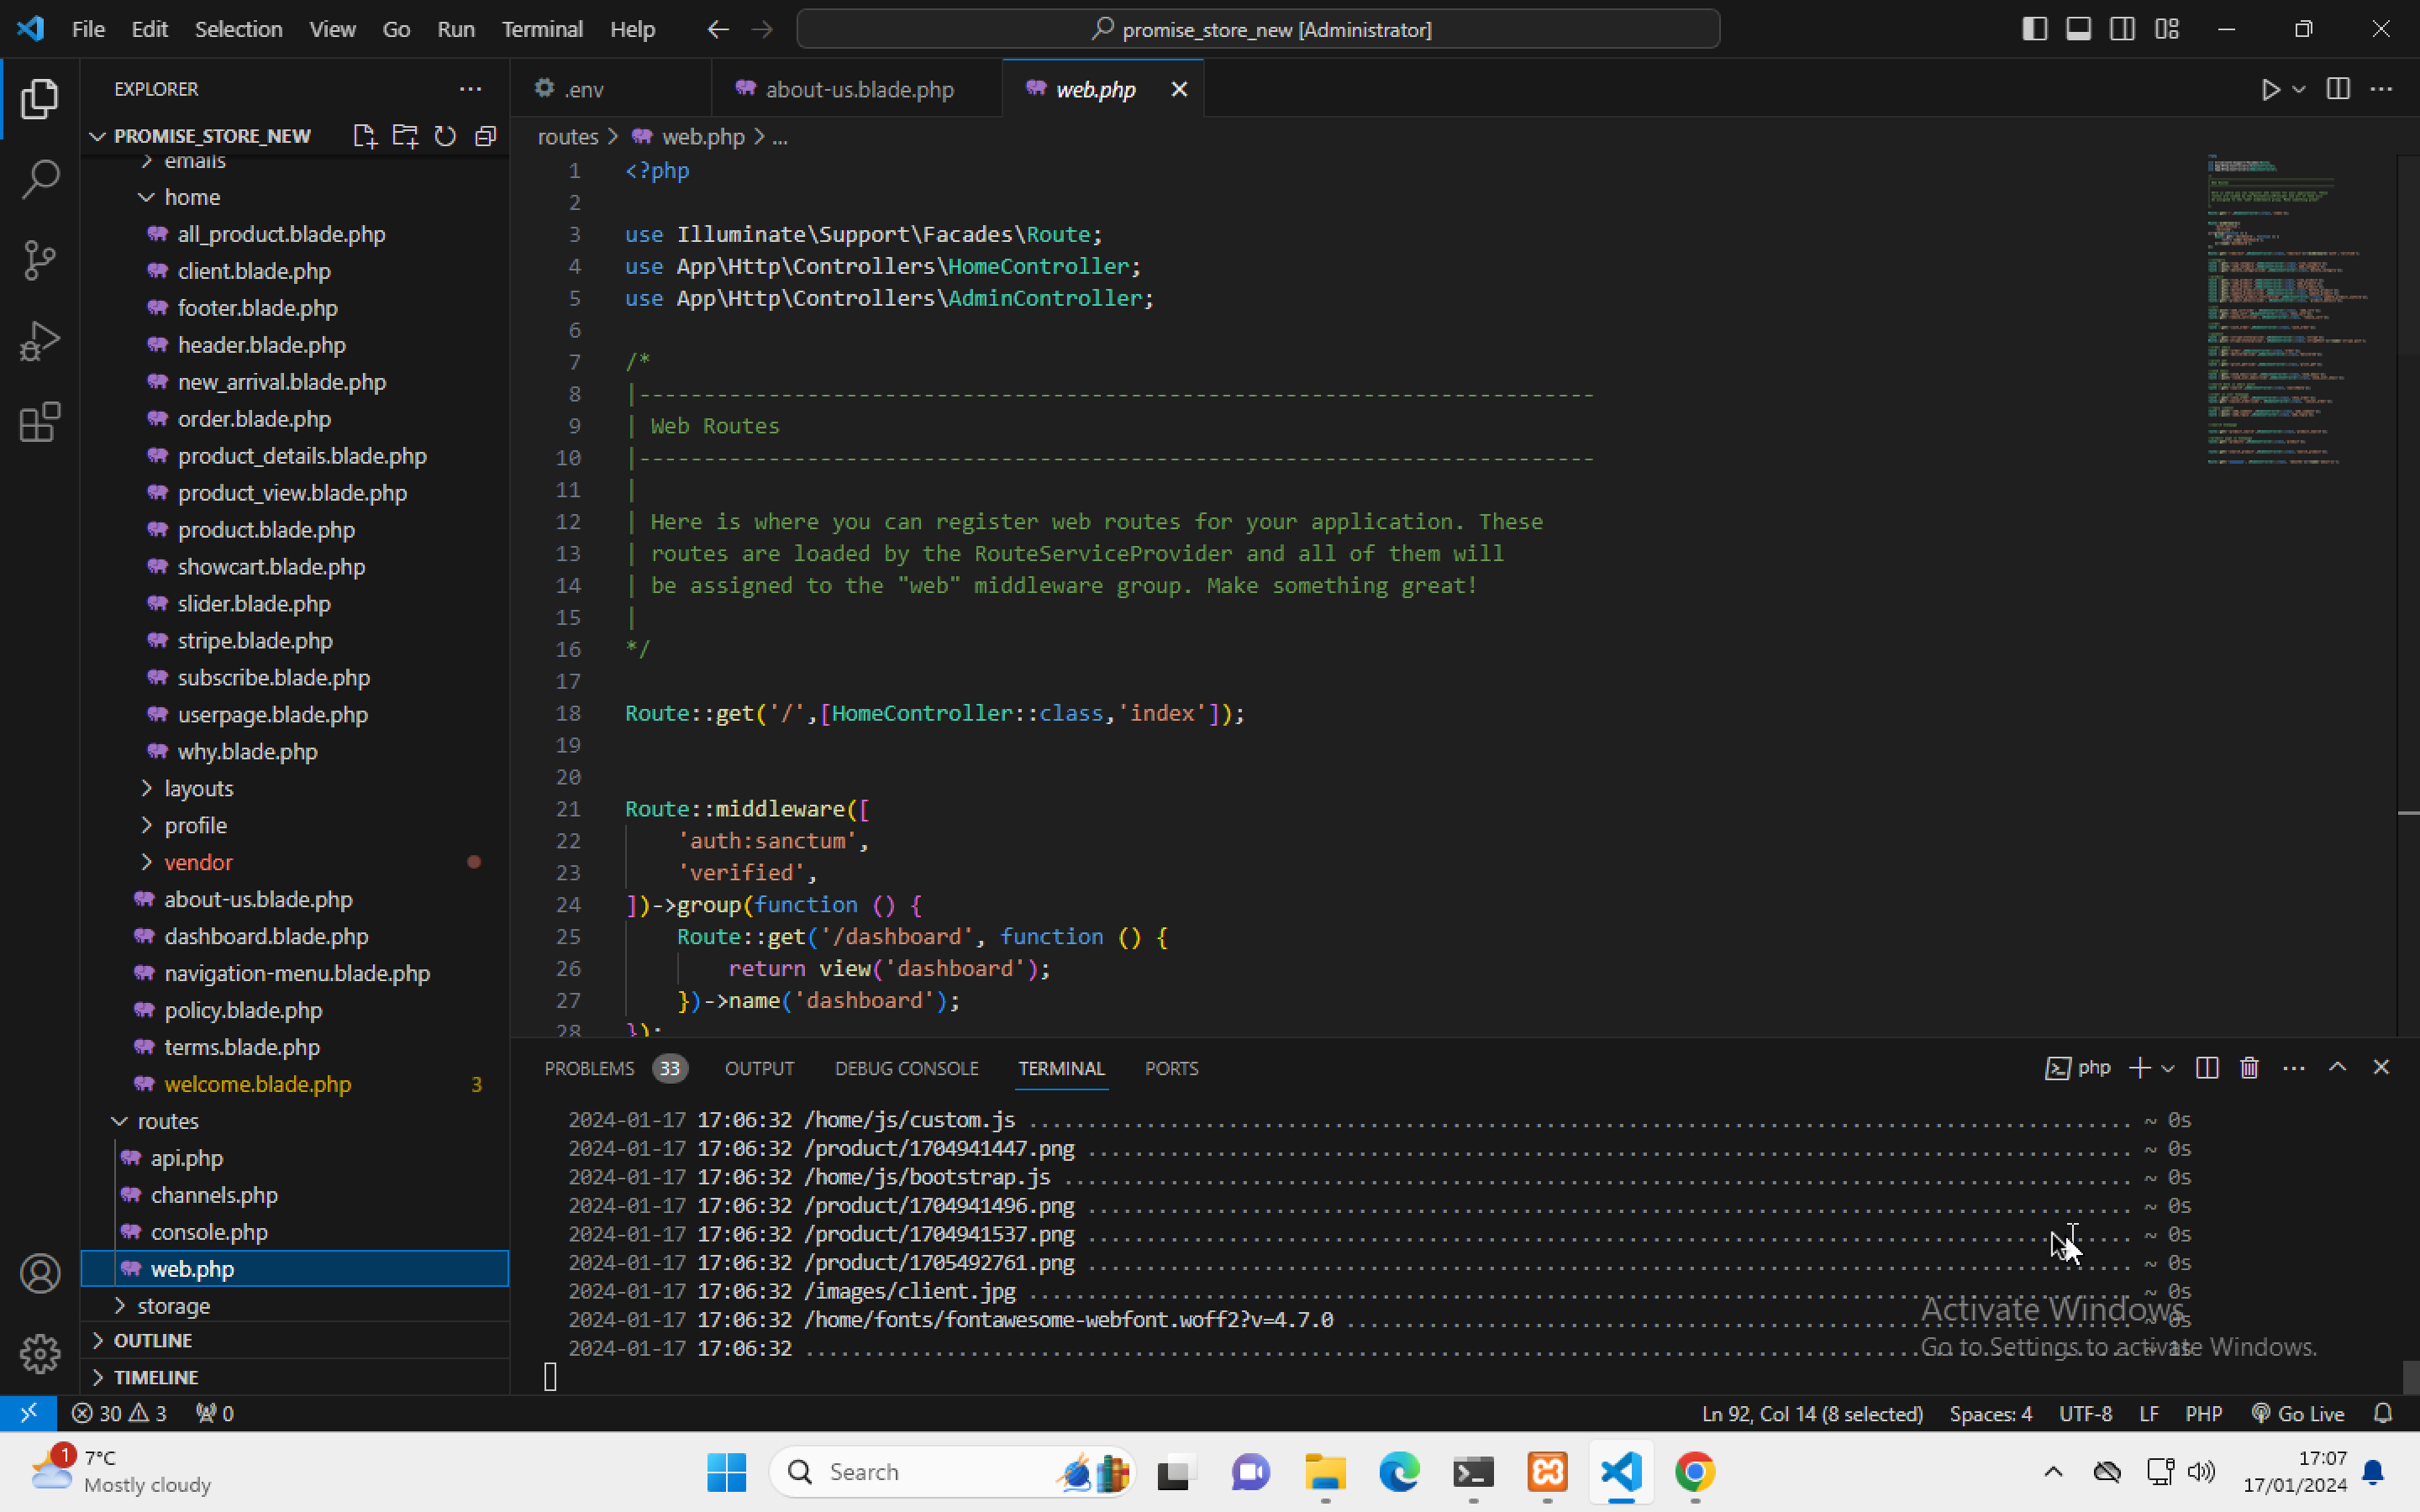 File Edit Selection View Go Run Terminal Help
promise_store_new [Administrator]
EXPLORER
.env
about-us.blade.php
web.php
PROMISE_STORE_NEW
routes > web.php > ...
emails
home
all_product.blade.php
client.blade.php
footer.blade.php
header.blade.php
new_arrival.blade.php
order.blade.php
product_details.blade.php
product_view.blade.php
product.blade.php
showcart.blade.php
slider.blade.php
stripe.blade.php
subscribe.blade.php
userpage.blade.php
why.blade.php
layouts
profile
vendor
about-us.blade.php
dashboard.blade.php
navigation-menu.blade.php
policy.blade.php
terms.blade.php
welcome.blade.php 3
routes
api.php
channels.php
console.php
web.php
storage
OUTLINE
TIMELINE
1 <?php
2
3 use Illuminate\Support\Facades\Route;
4 use App\Http\Controllers\HomeController;
5 use App\Http\Controllers\AdminController;
6
7 /*
8 |--------------------------------------------------------------------------
9 | Web Routes
10 |--------------------------------------------------------------------------
11 |
12 | Here is where you can register web routes for your application. These
13 | routes are loaded by the RouteServiceProvider and all of them will
14 | be assigned to the "web" middleware group. Make something great!
15 |
16 */
17
18 Route::get('/',[HomeController::class,'index']);
19
20
21 Route::middleware([
22 'auth:sanctum',
23 'verified',
24 ])->group(function () {
25 Route::get('/dashboard', function () {
26 return view('dashboard');
27 })->name('dashboard');
28 });
PROBLEMS 33 OUTPUT DEBUG CONSOLE TERMINAL PORTS
php
2024-01-17 17:06:32 /home/js/custom.js ~ 0s
2024-01-17 17:06:32 /product/1704941447.png ~ 0s
2024-01-17 17:06:32 /home/js/bootstrap.js ~ 0s
2024-01-17 17:06:32 /product/1704941496.png ~ 0s
2024-01-17 17:06:32 /product/1704941537.png ~ 0s
2024-01-17 17:06:32 /product/1705492761.png ~ 0s
2024-01-17 17:06:32 /images/client.jpg ~ 0s
2024-01-17 17:06:32 /home/fonts/fontawesome-webfont.woff2?v=4.7.0 ~ 0s
2024-01-17 17:06:32 ~ 1s
Activate Windows
Go to Settings to activate Windows.
30 3 0
Ln 92, Col 14 (8 selected) Spaces: 4 UTF-8 LF PHP Go Live
1
7°C
Mostly cloudy
Search
17:07
17/01/2024